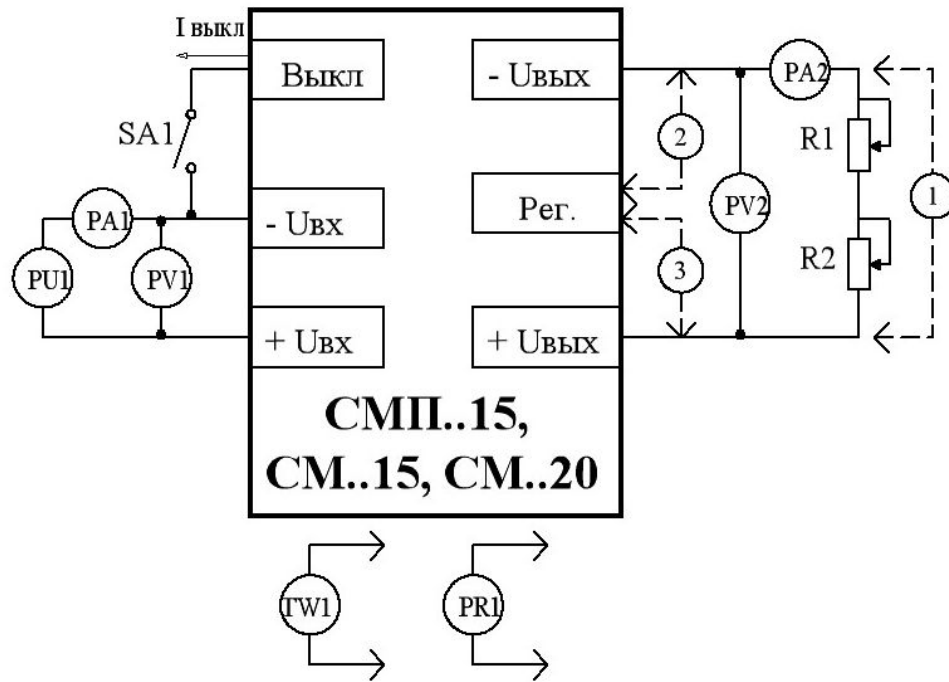 I выкл
Выкл
- Uвых
PA2
SA1
2
R1
1
PA1
- Uвх
Рег.
PV2
PU1
PV1
3
R2
+ Uвх
+ Uвых
СМП..15,
СМ..15, СМ..20
ГW1
PR1